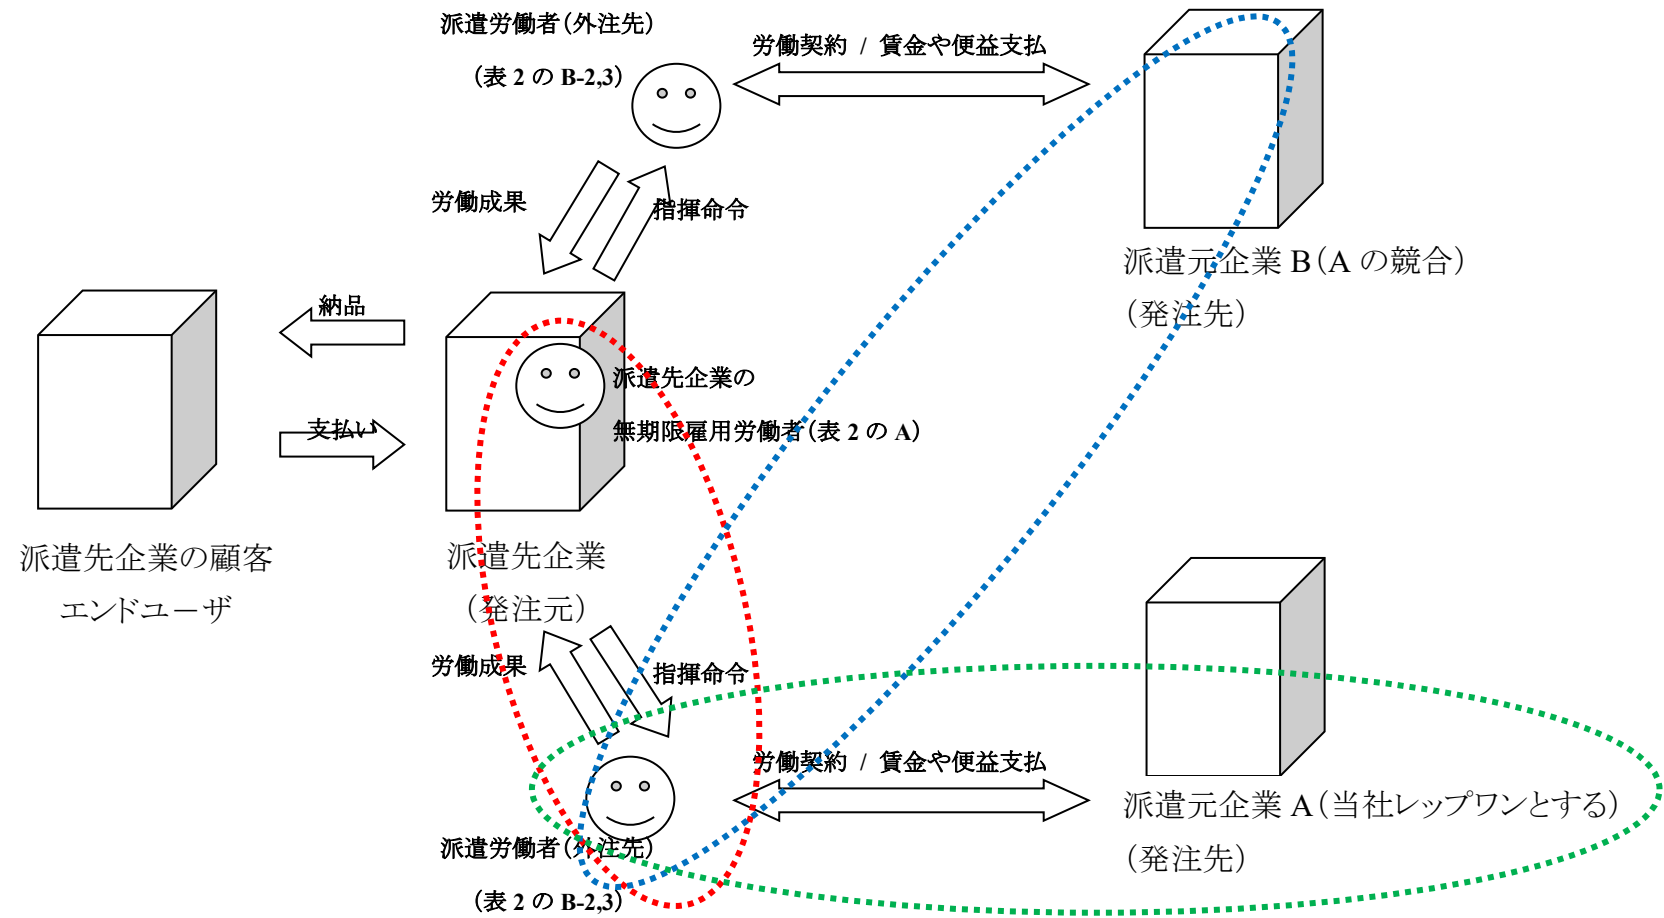 派遣労働者(外注先)
(表 2 の B-2,3)
労働契約 / 賃金や便益支払
労働成果
指揮命令
派遣元企業 B(A の競合)
(発注先)
納品
支払い
派遣先企業の
無期限雇用労働者(表 2 の A)
派遣先企業の顧客
エンドユーザ
派遣先企業
(発注元)
労働成果
指揮命令
労働契約 / 賃金や便益支払
派遣元企業 A(当社レップワンとする)
(発注先)
派遣労働者(外注先)
(表 2 の B-2,3)